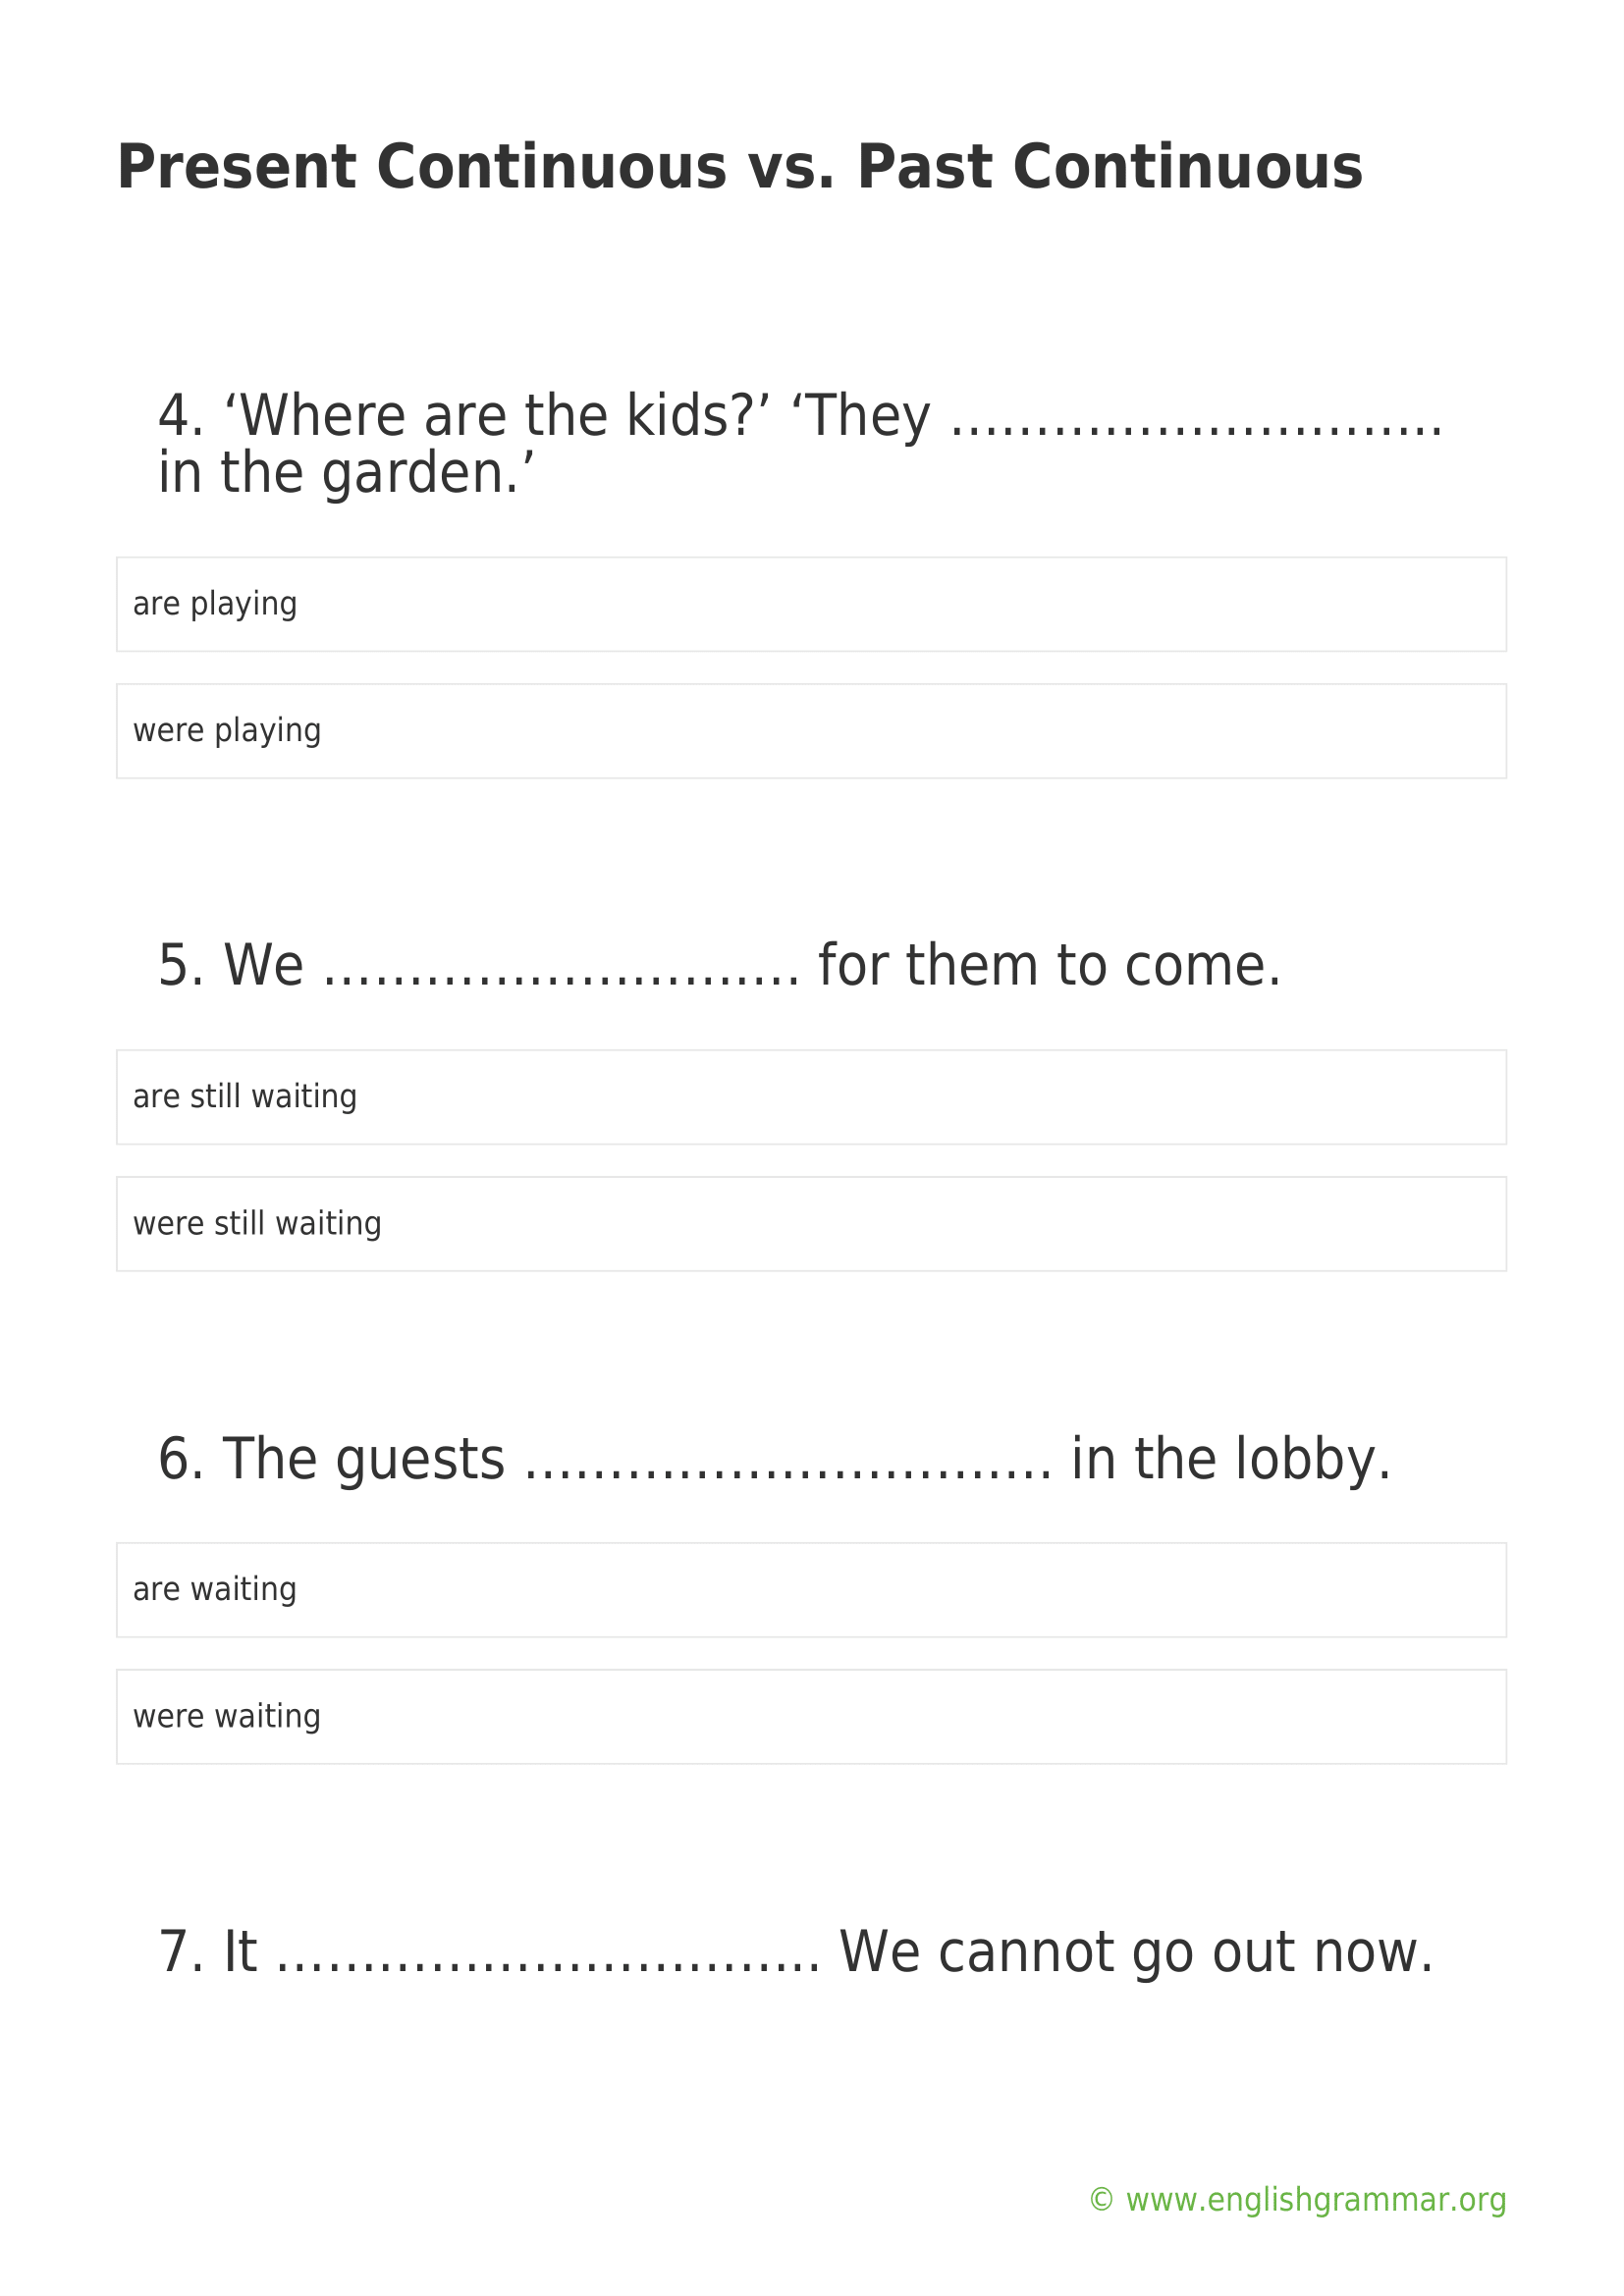 Present Continuous vs. Past Continuous
4. ‘Where are the kids?’ ‘They ………………………..
in the garden.’
are playing
were playing
5. We ………………………. for them to come.
are still waiting
were still waiting
6. The guests …………………………. in the lobby.
are waiting
were waiting
7. It ………………………….. We cannot go out now.
© www.englishgrammar.org